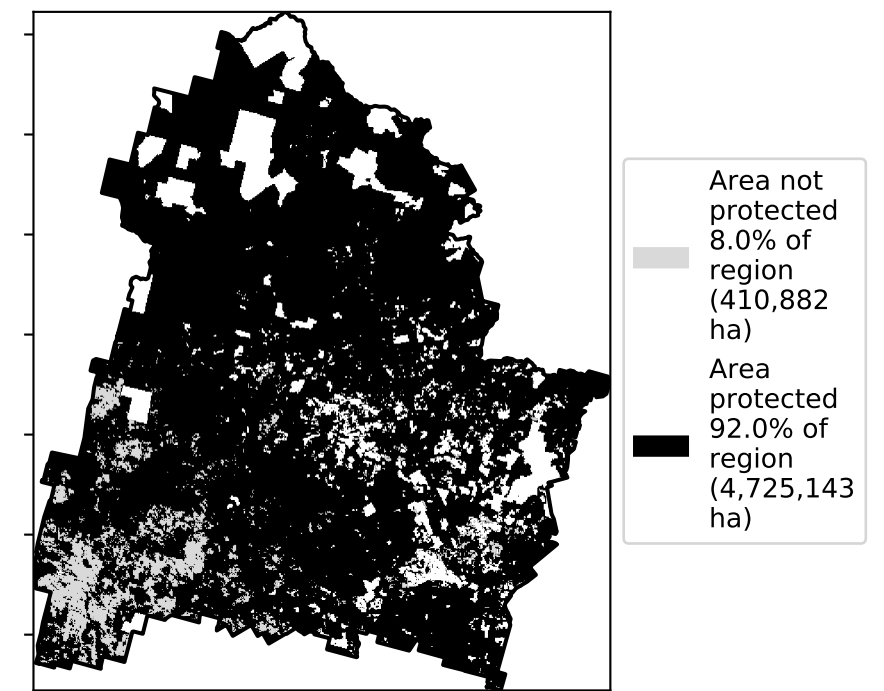 Area not
protected
8.0% of
region
(410,882
ha)
Area
protected
92.0% of
region
(4,725,143
ha)